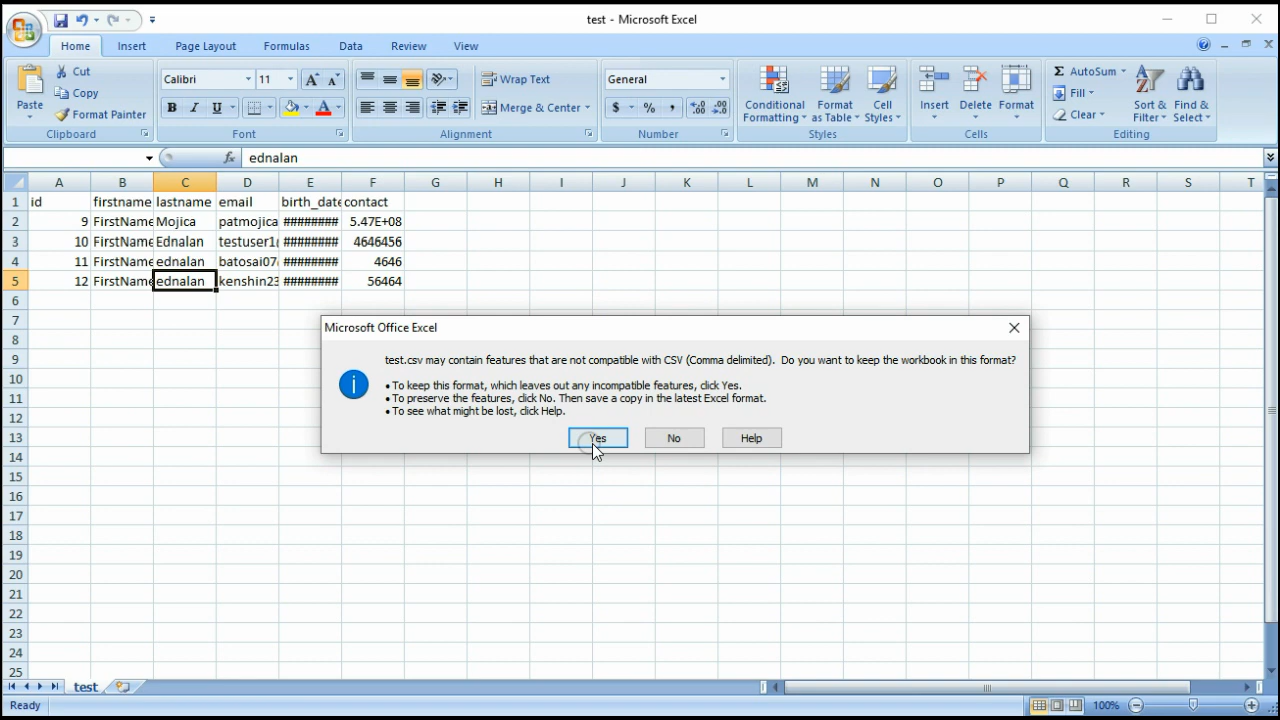 test - Microsoft Excel
Home Insert Page Layout Formulas Data Review View
Paste
Cut
Copy
Format Painter
Clipboard
Calibri 11
B I U
Font
Wrap Text
Merge & Center
Alignment
General
$ % ,
Number
Conditional Formatting
Format as Table
Cell Styles
Styles
Insert Delete Format
Cells
Σ AutoSum
Fill
Clear
Sort & Filter
Find & Select
Editing
fx ednalan
A B C D E F G H I J K L M N O P Q R S T
1 id firstname lastname email birth_date contact
2 9 FirstName Mojica patmojica ######## 5.47E+08
3 10 FirstName Ednalan testuser1 ######## 4646456
4 11 FirstName ednalan batosai07 ######## 4646
5 12 FirstName ednalan kenshin23 ######## 56464
6
7
8
9
10
11
12
13
14
15
16
17
18
19
20
21
22
23
24
25
Microsoft Office Excel
test.csv may contain features that are not compatible with CSV (Comma delimited). Do you want to keep the workbook in this format?
• To keep this format, which leaves out any incompatible features, click Yes.
• To preserve the features, click No. Then save a copy in the latest Excel format.
• To see what might be lost, click Help.
Yes No Help
test
Ready 100%